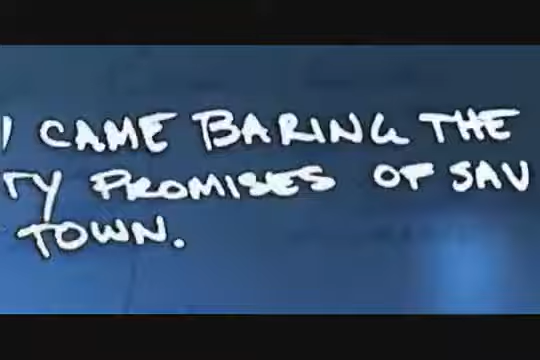 I CAME BARING THE
TY PROMISES OF SAV
TOWN.